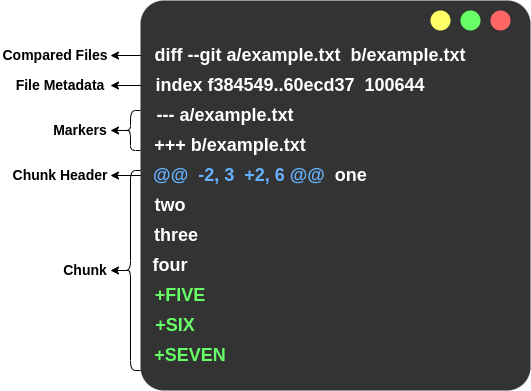 Compared Files
diff --git a/example.txt  b/example.txt
File Metadata
index f384549..60ecd37  100644
Markers
--- a/example.txt
+++ b/example.txt
Chunk Header
@@  -2, 3  +2, 6 @@  one
Chunk
two
three
four
+FIVE
+SIX
+SEVEN